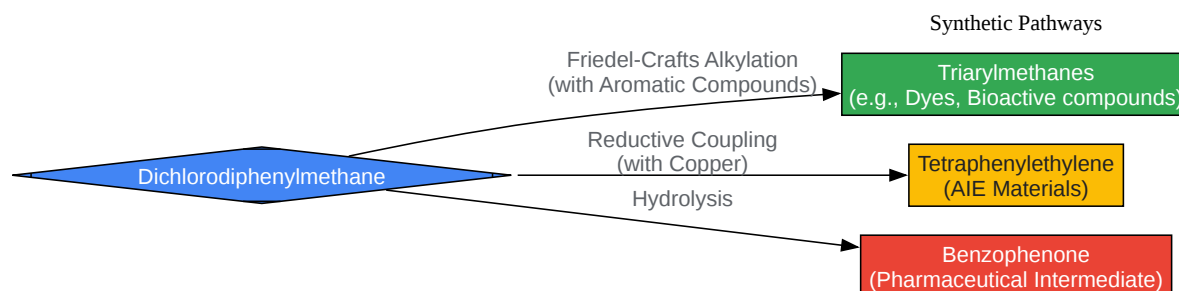 Synthetic Pathways
Friedel-Crafts Alkylation
(with Aromatic Compounds)
Triarylmethanes
(e.g., Dyes, Bioactive compounds)
Dichlorodiphenylmethane
Reductive Coupling
(with Copper)
Tetraphenylethylene
(AIE Materials)
Hydrolysis
Benzophenone
(Pharmaceutical Intermediate)